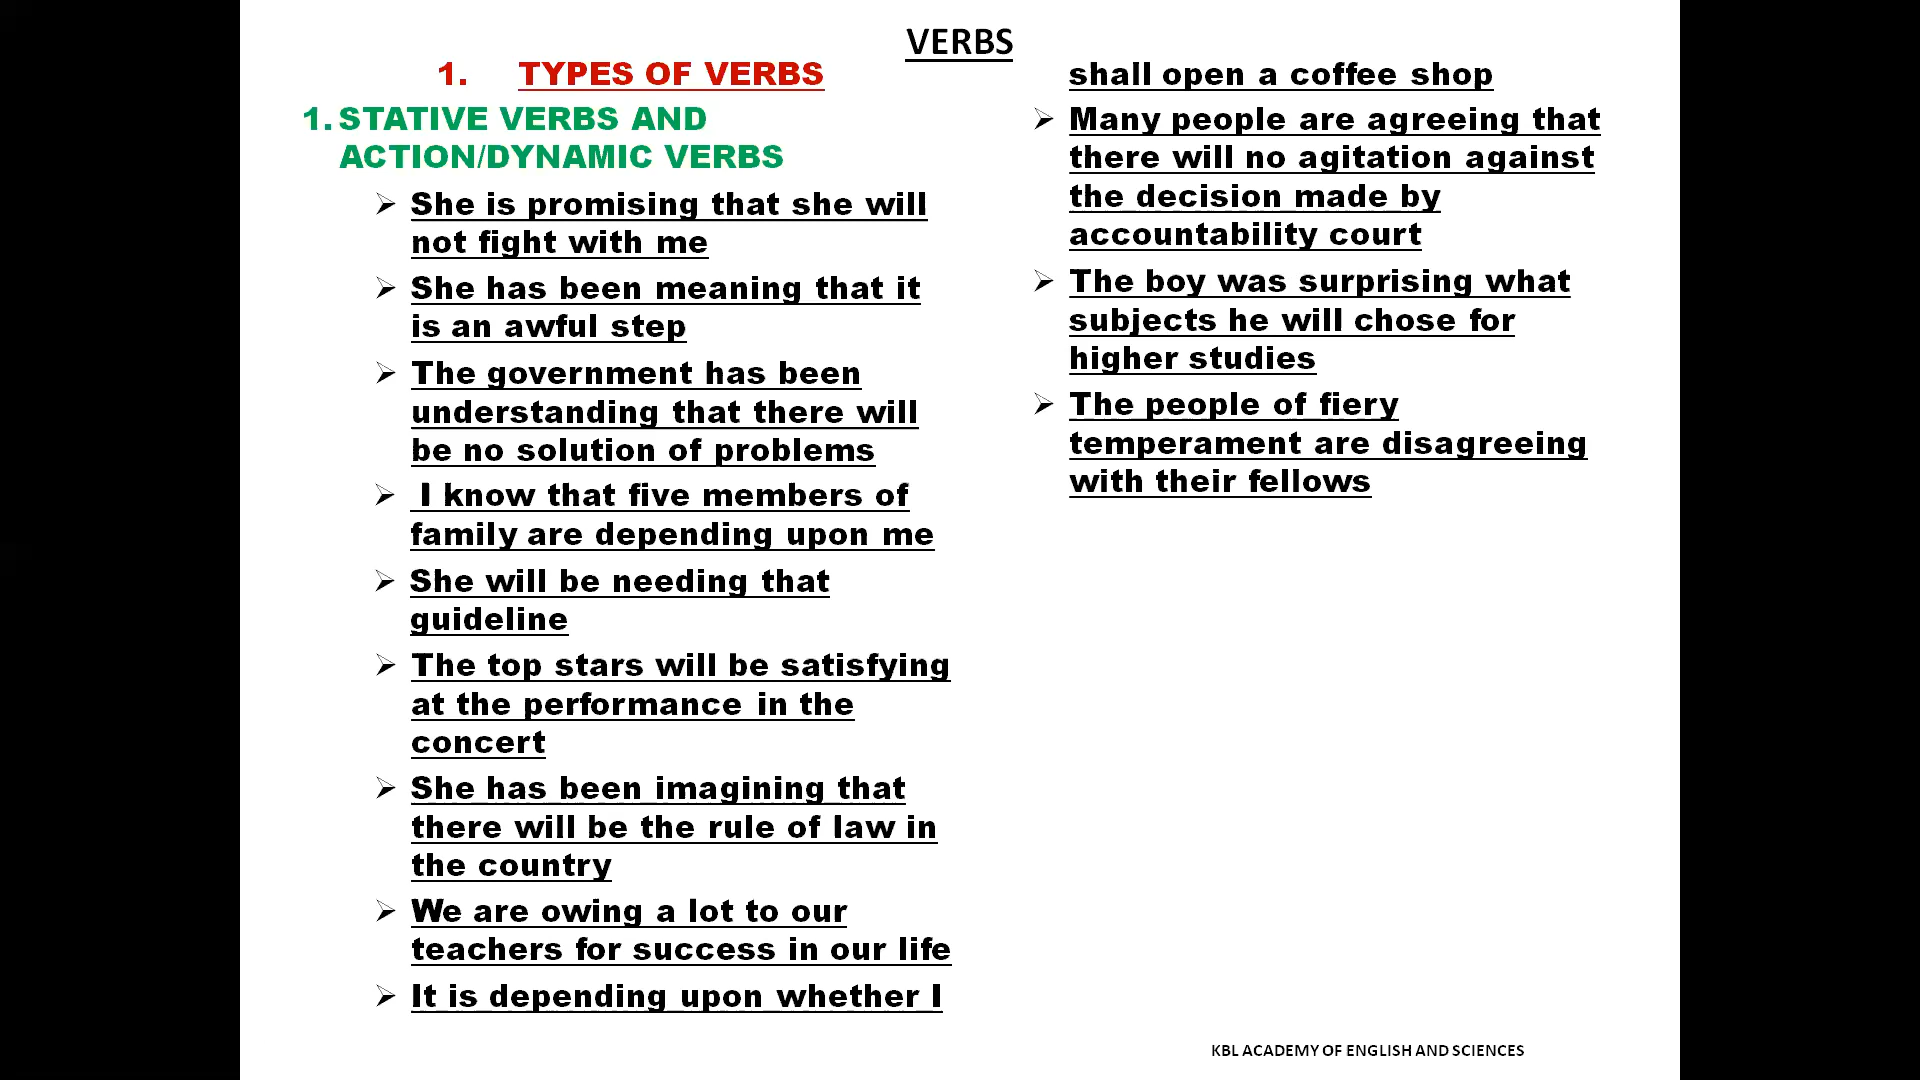 VERBS
1. TYPES OF VERBS
1. STATIVE VERBS AND
ACTION/DYNAMIC VERBS
➢ She is promising that she will
not fight with me
➢ She has been meaning that it
is an awful step
➢ The government has been
understanding that there will
be no solution of problems
➢ I know that five members of
family are depending upon me
➢ She will be needing that
guideline
➢ The top stars will be satisfying
at the performance in the
concert
➢ She has been imagining that
there will be the rule of law in
the country
➢ We are owing a lot to our
teachers for success in our life
➢ It is depending upon whether I
shall open a coffee shop
➢ Many people are agreeing that
there will no agitation against
the decision made by
accountability court
➢ The boy was surprising what
subjects he will chose for
higher studies
➢ The people of fiery
temperament are disagreeing
with their fellows
KBL ACADEMY OF ENGLISH AND SCIENCES